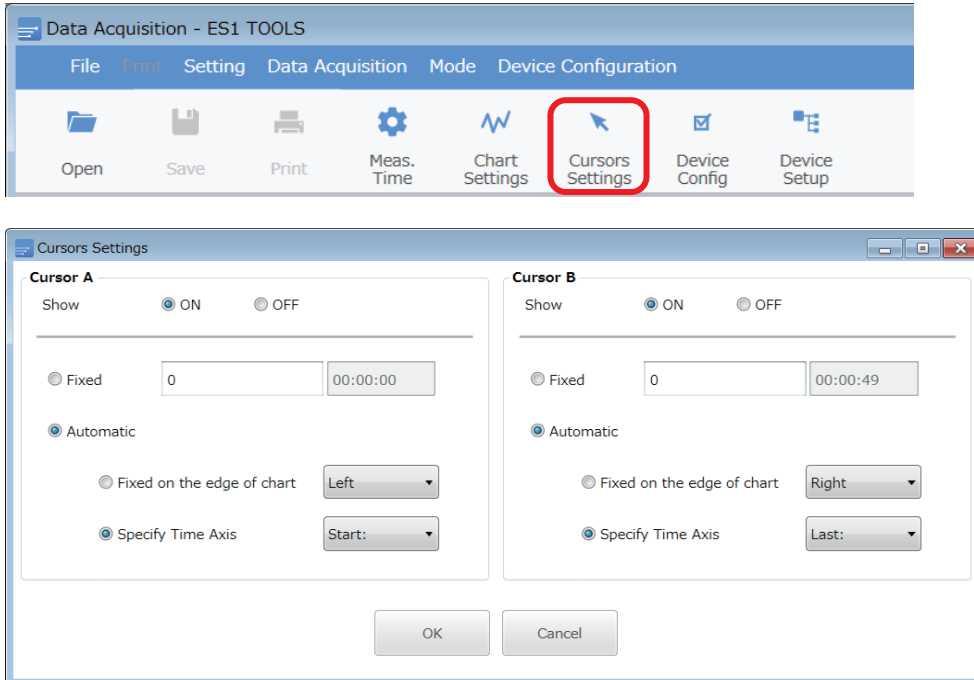 Data Acquisition - ES1 TOOLS
File Print Setting Data Acquisition Mode Device Configuration
Open Save Print Meas. Time Chart Settings Cursors Settings Device Config Device Setup
Cursors Settings
Cursor A
Show ON OFF
Fixed 0 00:00:00
Automatic
Fixed on the edge of chart Left
Specify Time Axis Start:
Cursor B
Show ON OFF
Fixed 0 00:00:49
Automatic
Fixed on the edge of chart Right
Specify Time Axis Last:
OK Cancel